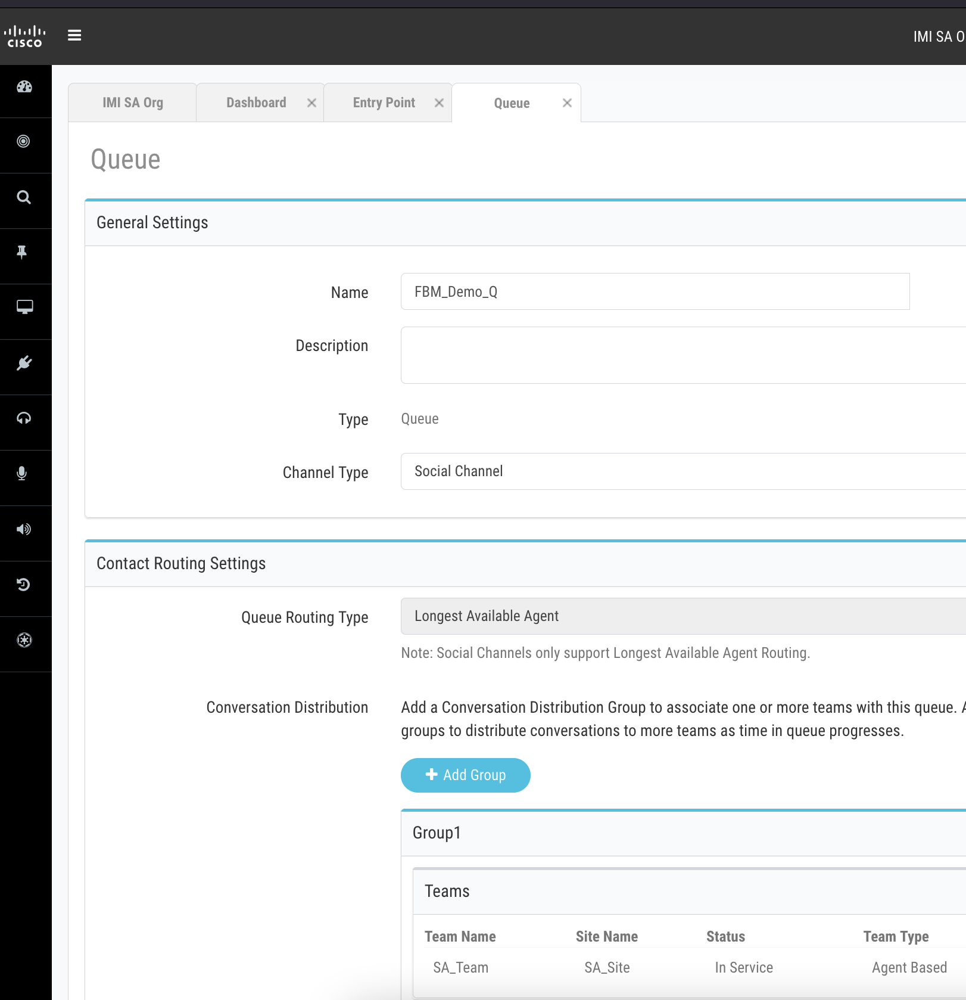 CISCO
IMI SA O
IMI SA Org
Dashboard
Entry Point
Queue
Queue
General Settings
Name
FBM_Demo_Q
Description
Type
Queue
Channel Type
Social Channel
Contact Routing Settings
Queue Routing Type
Longest Available Agent
Note: Social Channels only support Longest Available Agent Routing.
Conversation Distribution
Add a Conversation Distribution Group to associate one or more teams with this queue. A
groups to distribute conversations to more teams as time in queue progresses.
Add Group
Group1
Teams
Team Name Site Name Status Team Type
SA_Team SA_Site In Service Agent Based